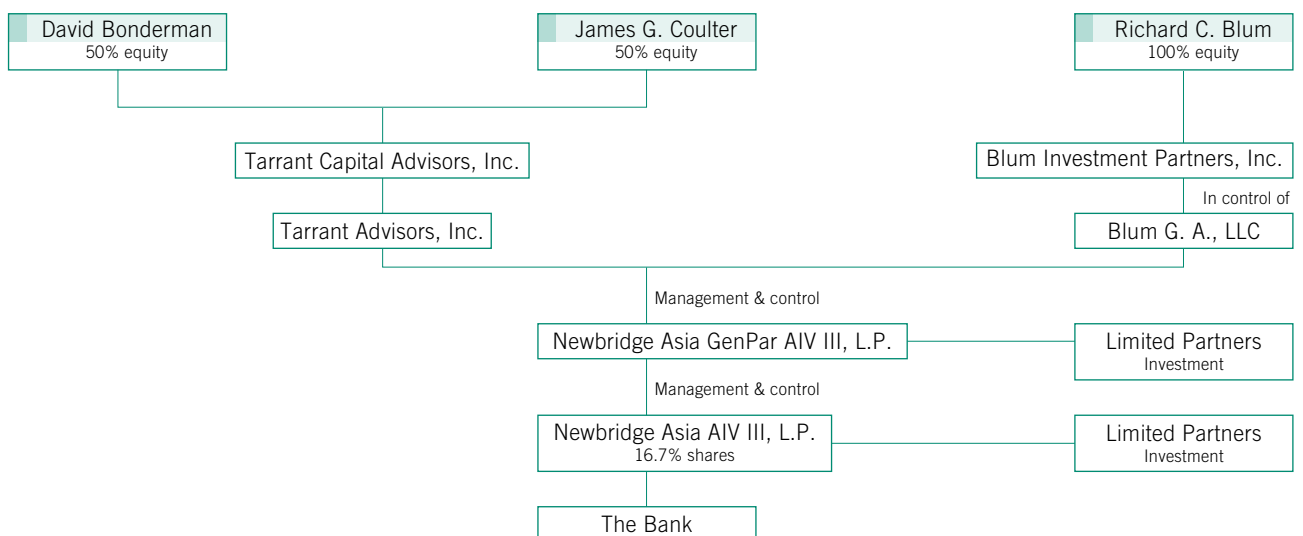 David Bonderman
50% equity
James G. Coulter
50% equity
Richard C. Blum
100% equity
Tarrant Capital Advisors, Inc.
Blum Investment Partners, Inc.
In control of
Tarrant Advisors, Inc.
Blum G. A., LLC
Management & control
Newbridge Asia GenPar AIV III, L.P.
Limited Partners
Investment
Management & control
Newbridge Asia AIV III, L.P.
16.7% shares
Limited Partners
Investment
The Bank